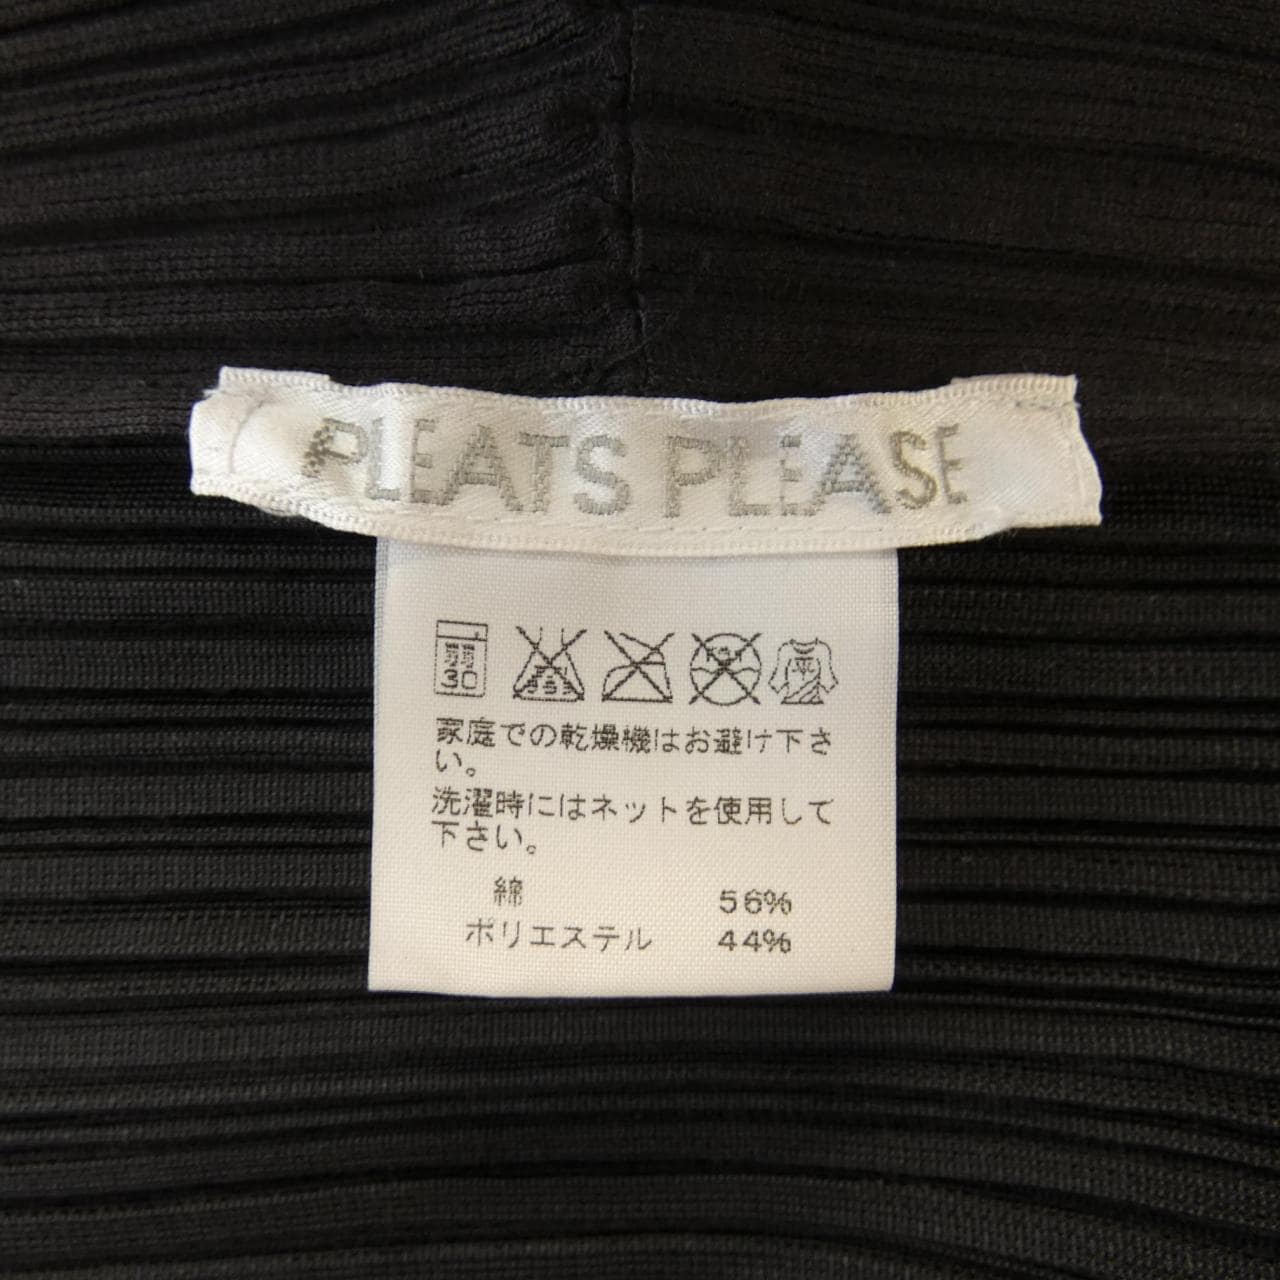 PLEATS PLEASE
弱
30
平
家庭での乾燥機はお避け下さ
い。
洗濯時にはネットを使用して
下さい。
綿 56%
ポリエステル 44%